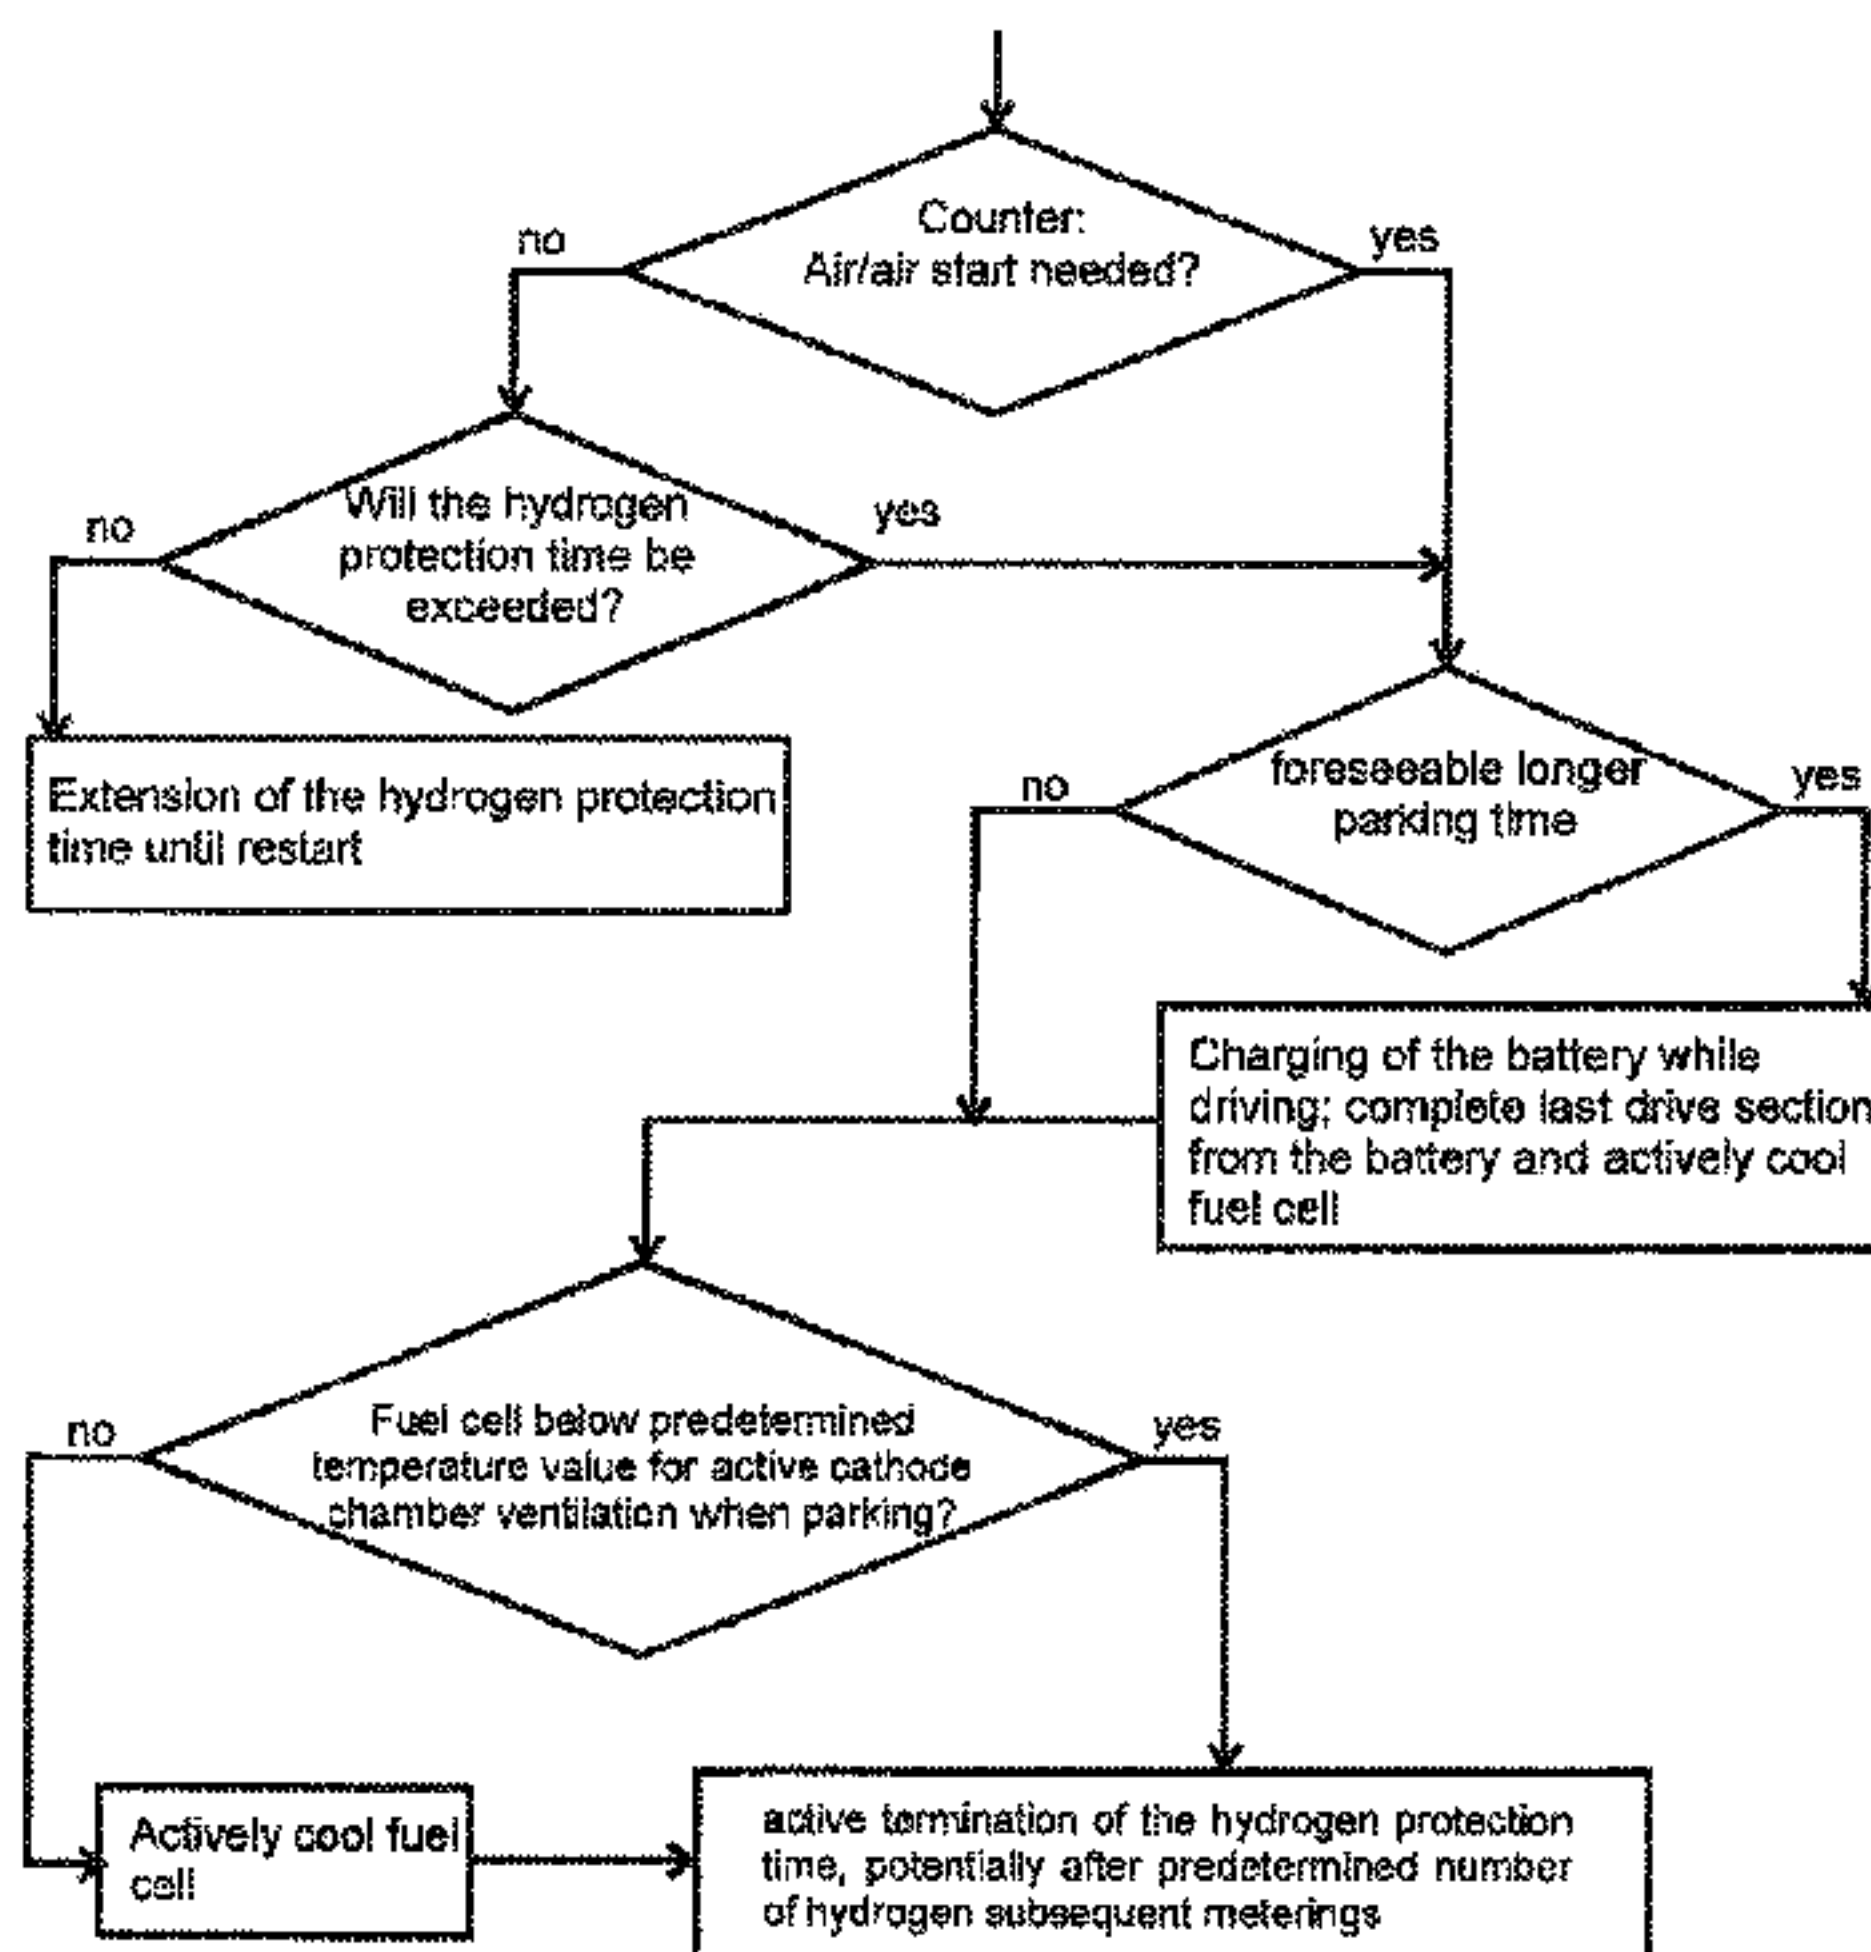 Counter:
Air/air start needed?
no
yes
Will the hydrogen
protection time be
exceeded?
no
yes
Extension of the hydrogen protection
time until restart
foreseeable longer
parking time
no
yes
Charging of the battery while
driving; complete last drive section
from the battery and actively cool
fuel cell
Fuel cell below predetermined
temperature value for active cathode
chamber ventilation when parking?
no
yes
Actively cool fuel
cell
active termination of the hydrogen protection
time, potentially after predetermined number
of hydrogen subsequent meterings